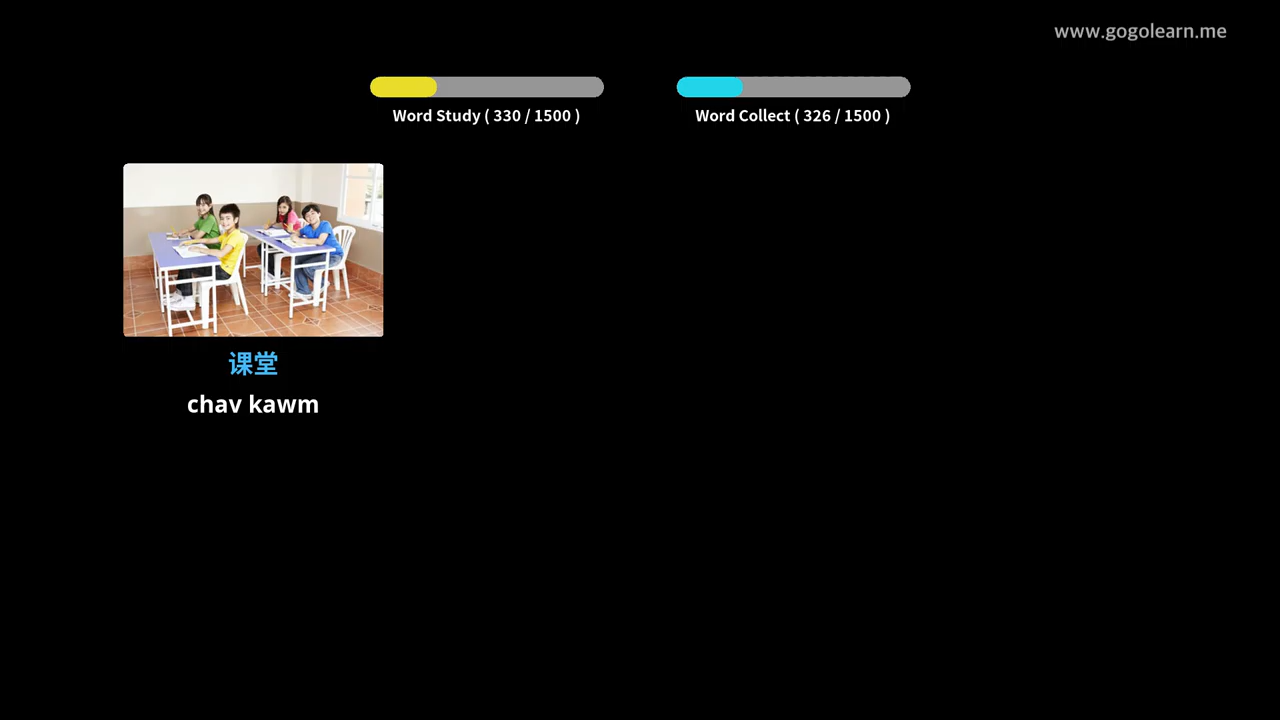 www.gogolearn.me
Word Study ( 330 / 1500 )
Word Collect ( 326 / 1500 )
课堂
chav kawm